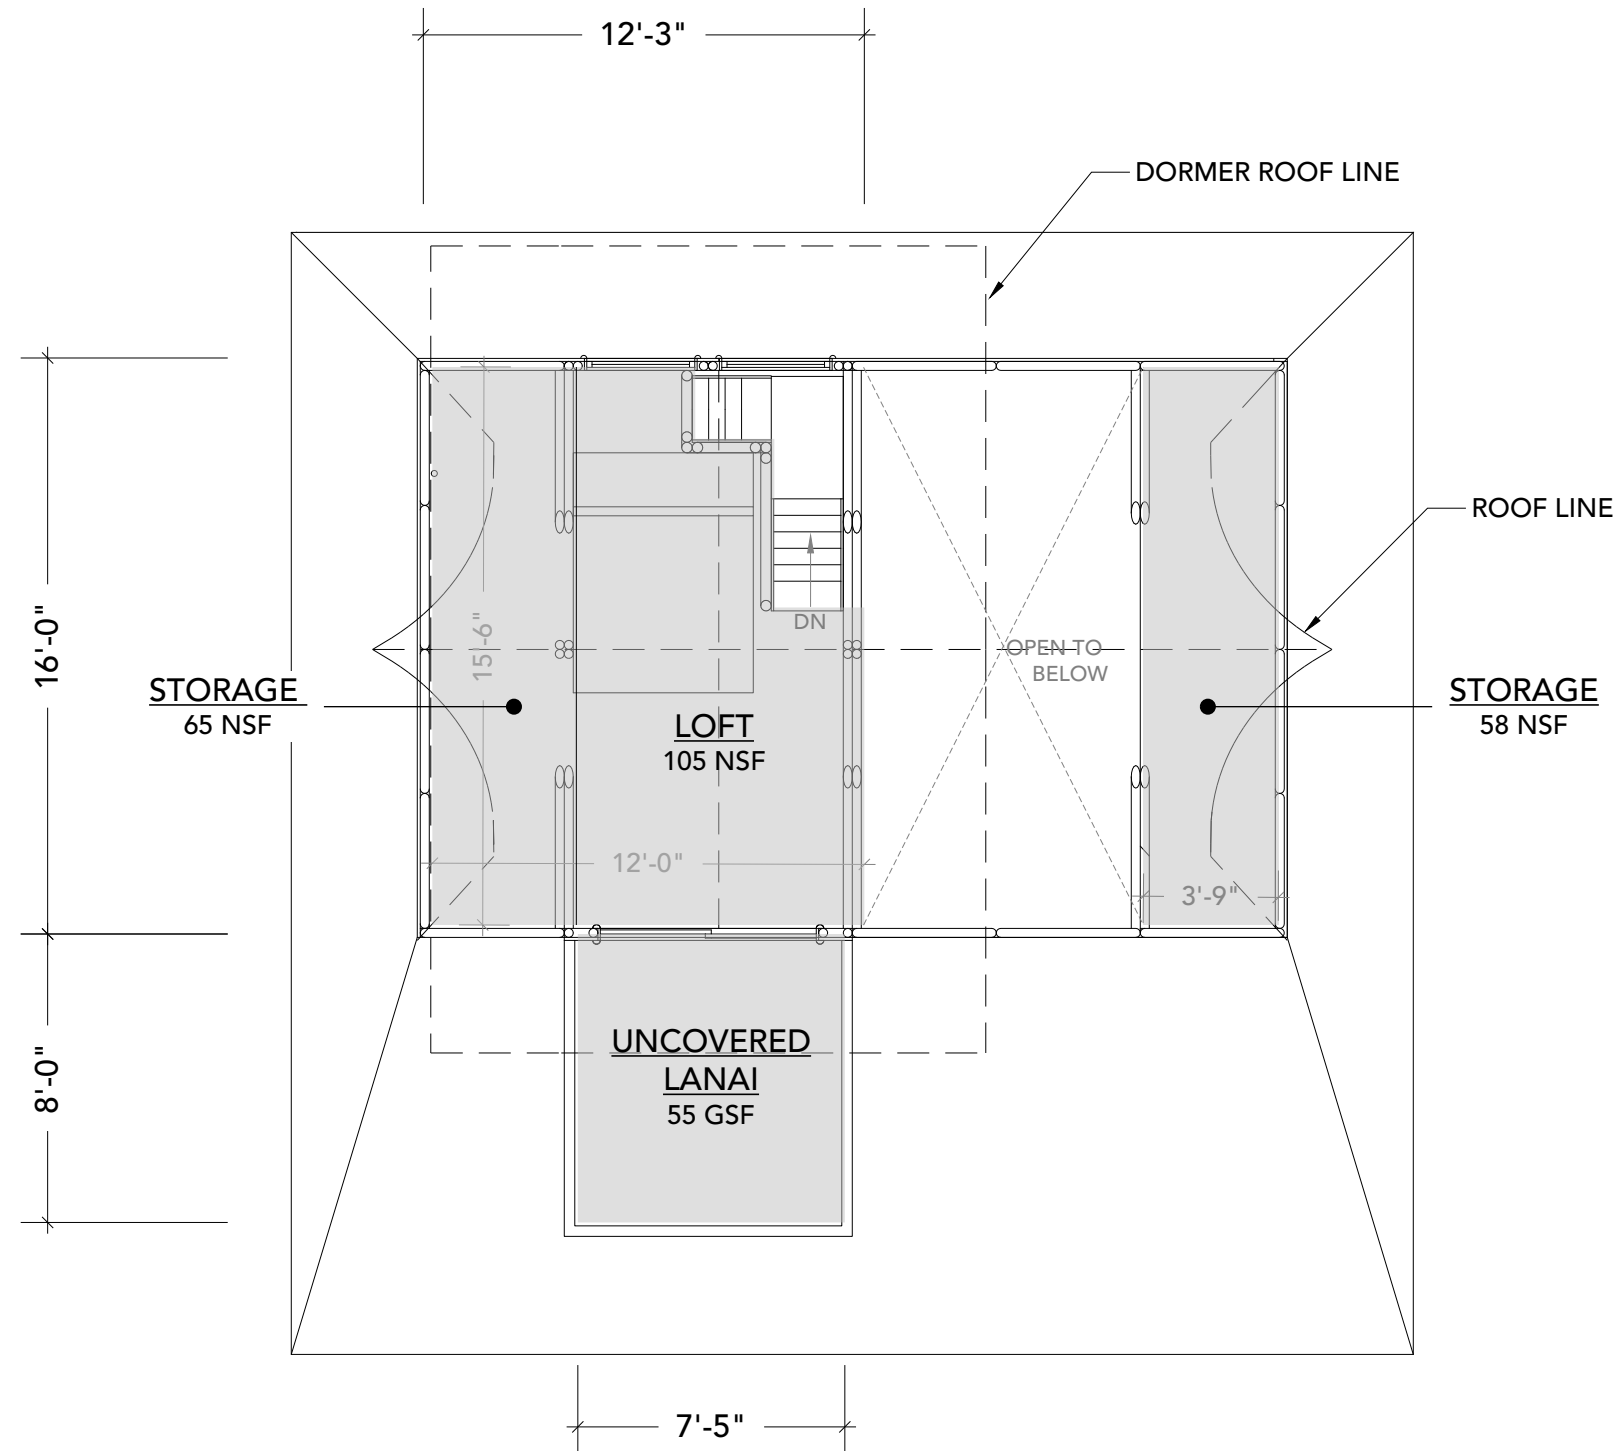 12'-3"
DORMER ROOF LINE
ROOF LINE
16'-0"
15'-6"
DN
OPEN TO
BELOW
STORAGE
65 NSF
STORAGE
58 NSF
LOFT
105 NSF
12'-0"
3'-9"
8'-0"
UNCOVERED
LANAI
55 GSF
7'-5"